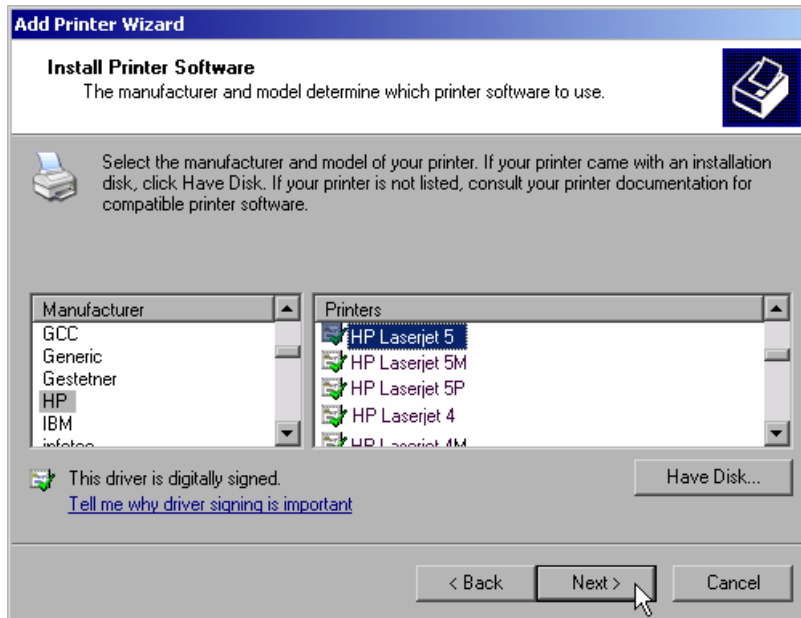 Add Printer Wizard
Install Printer Software
The manufacturer and model determine which printer software to use.
Select the manufacturer and model of your printer. If your printer came with an installation
disk, click Have Disk. If your printer is not listed, consult your printer documentation for
compatible printer software.
Manufacturer
GCC
Generic
Gestetner
HP
IBM
infotec
Printers
HP Laserjet 5
HP Laserjet 5M
HP Laserjet 5P
HP Laserjet 4
HP Laserjet 4M
This driver is digitally signed.
Tell me why driver signing is important
Have Disk...
< Back
Next >
Cancel